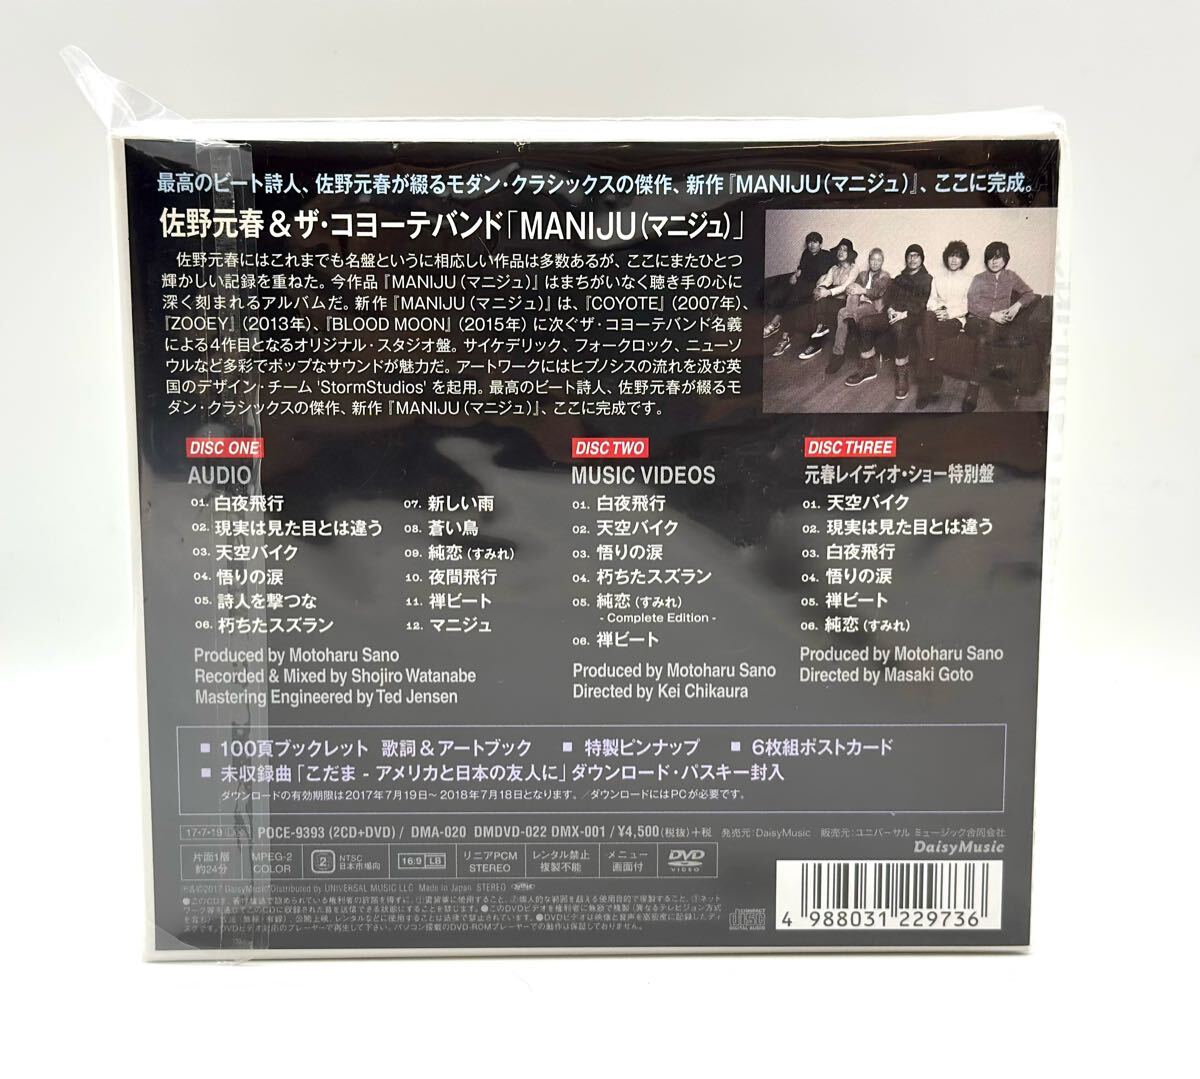 最高のビート詩人、佐野元春が綴るモダン・クラシックスの傑作、新作『MANIJU(マニジュ)』、ここに完成。
佐野元春&ザ・コヨーテバンド「MANIJU(マニジュ)」
佐野元春にはこれまでも名盤というに相応しい作品は多数あるが、ここにまたひとつ
輝かしい記録を重ねた。今作品『MANIJU(マニジュ)』はまちがいなく聴き手の心に
深く刻まれるアルバムだ。新作『MANIJU(マニジュ)』は、『COYOTE』(2007年)、
『ZOOEY』(2013年)、『BLOOD MOON』(2015年)に次ぐザ・コヨーテバンド名義
による4作目となるオリジナル・スタジオ盤。サイケデリック、フォークロック、ニューソ
ウルなど多彩でポップなサウンドが魅力だ。アートワークにはヒプノシスの流れを汲む英
国のデザイン・チーム 'StormStudios' を起用。最高のビート詩人、佐野元春が綴るモ
ダン・クラシックスの傑作、新作『MANIJU(マニジュ)』、ここに完成です。
DISC ONE
AUDIO
01. 白夜飛行
02. 現実は見た目とは違う
03. 天空バイク
04. 悟りの涙
05. 詩人を撃つな
06. 朽ちたスズラン
07. 新しい雨
08. 蒼い鳥
09. 純恋(すみれ)
10. 夜間飛行
11. 禅ビート
12. マニジュ
Produced by Motoharu Sano
Recorded & Mixed by Shojiro Watanabe
Mastering Engineered by Ted Jensen
DISC TWO
MUSIC VIDEOS
01. 白夜飛行
02. 天空バイク
03. 悟りの涙
04. 朽ちたスズラン
05. 純恋(すみれ)
- Complete Edition -
06. 禅ビート
Produced by Motoharu Sano
Directed by Kei Chikaura
DISC THREE
元春レイディオ・ショー特別盤
01. 天空バイク
02. 現実は見た目とは違う
03. 白夜飛行
04. 悟りの涙
05. 禅ビート
06. 純恋(すみれ)
Produced by Motoharu Sano
Directed by Masaki Goto
■ 100頁ブックレット 歌詞&アートブック ■ 特製ピンナップ ■ 6枚組ポストカード
■ 未収録曲「こだま - アメリカと日本の友人に」ダウンロード・パスキー封入
ダウンロードの有効期限は2017年7月19日〜2018年7月18日となります。/ダウンロードにはPCが必要です。
17・7・19 POCE-9393 (2CD+DVD) / DMA-020 DMDVD-022 DMX-001 / ¥4,500(税抜)+税 発売元:DaisyMusic 販売元:ユニバーサル ミュージック合同会社
DaisyMusic
片面1層
約24分
MPEG-2
COLOR
2 NTSC
日本市場向
16:9 LB
リニアPCM
STEREO
レンタル禁止
複製不能
メニュー
画面付
DVD
VIDEO
℗&©2017 DaisyMusic Distributed by UNIVERSAL MUSIC LLC Made in Japan STEREO
COMPACT
disc
DIGITAL AUDIO
4 988031 229736